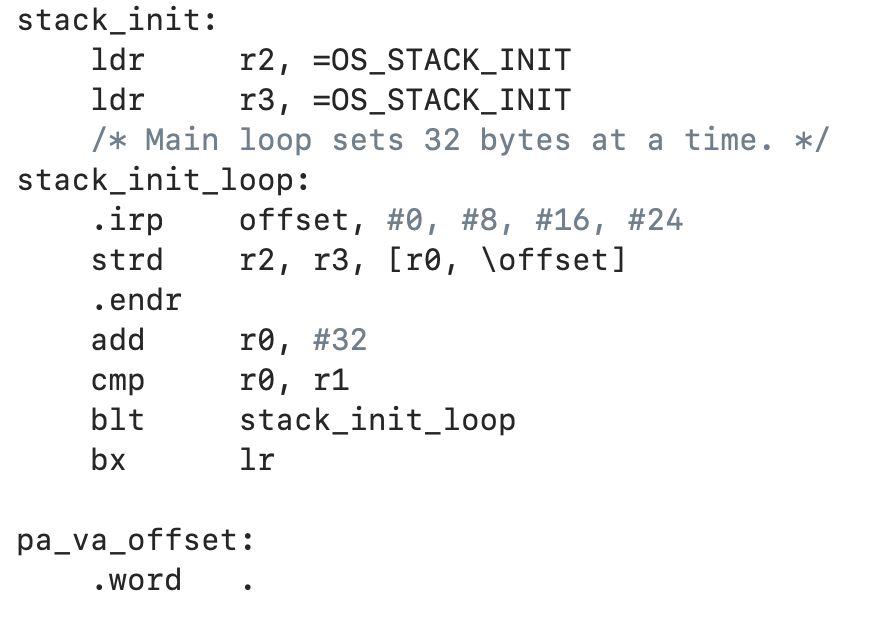 stack_init:
    ldr     r2, =OS_STACK_INIT
    ldr     r3, =OS_STACK_INIT
    /* Main loop sets 32 bytes at a time. */
stack_init_loop:
    .irp    offset, #0, #8, #16, #24
    strd    r2, r3, [r0, \offset]
    .endr
    add     r0, #32
    cmp     r0, r1
    blt     stack_init_loop
    bx      lr

pa_va_offset:
    .word   .